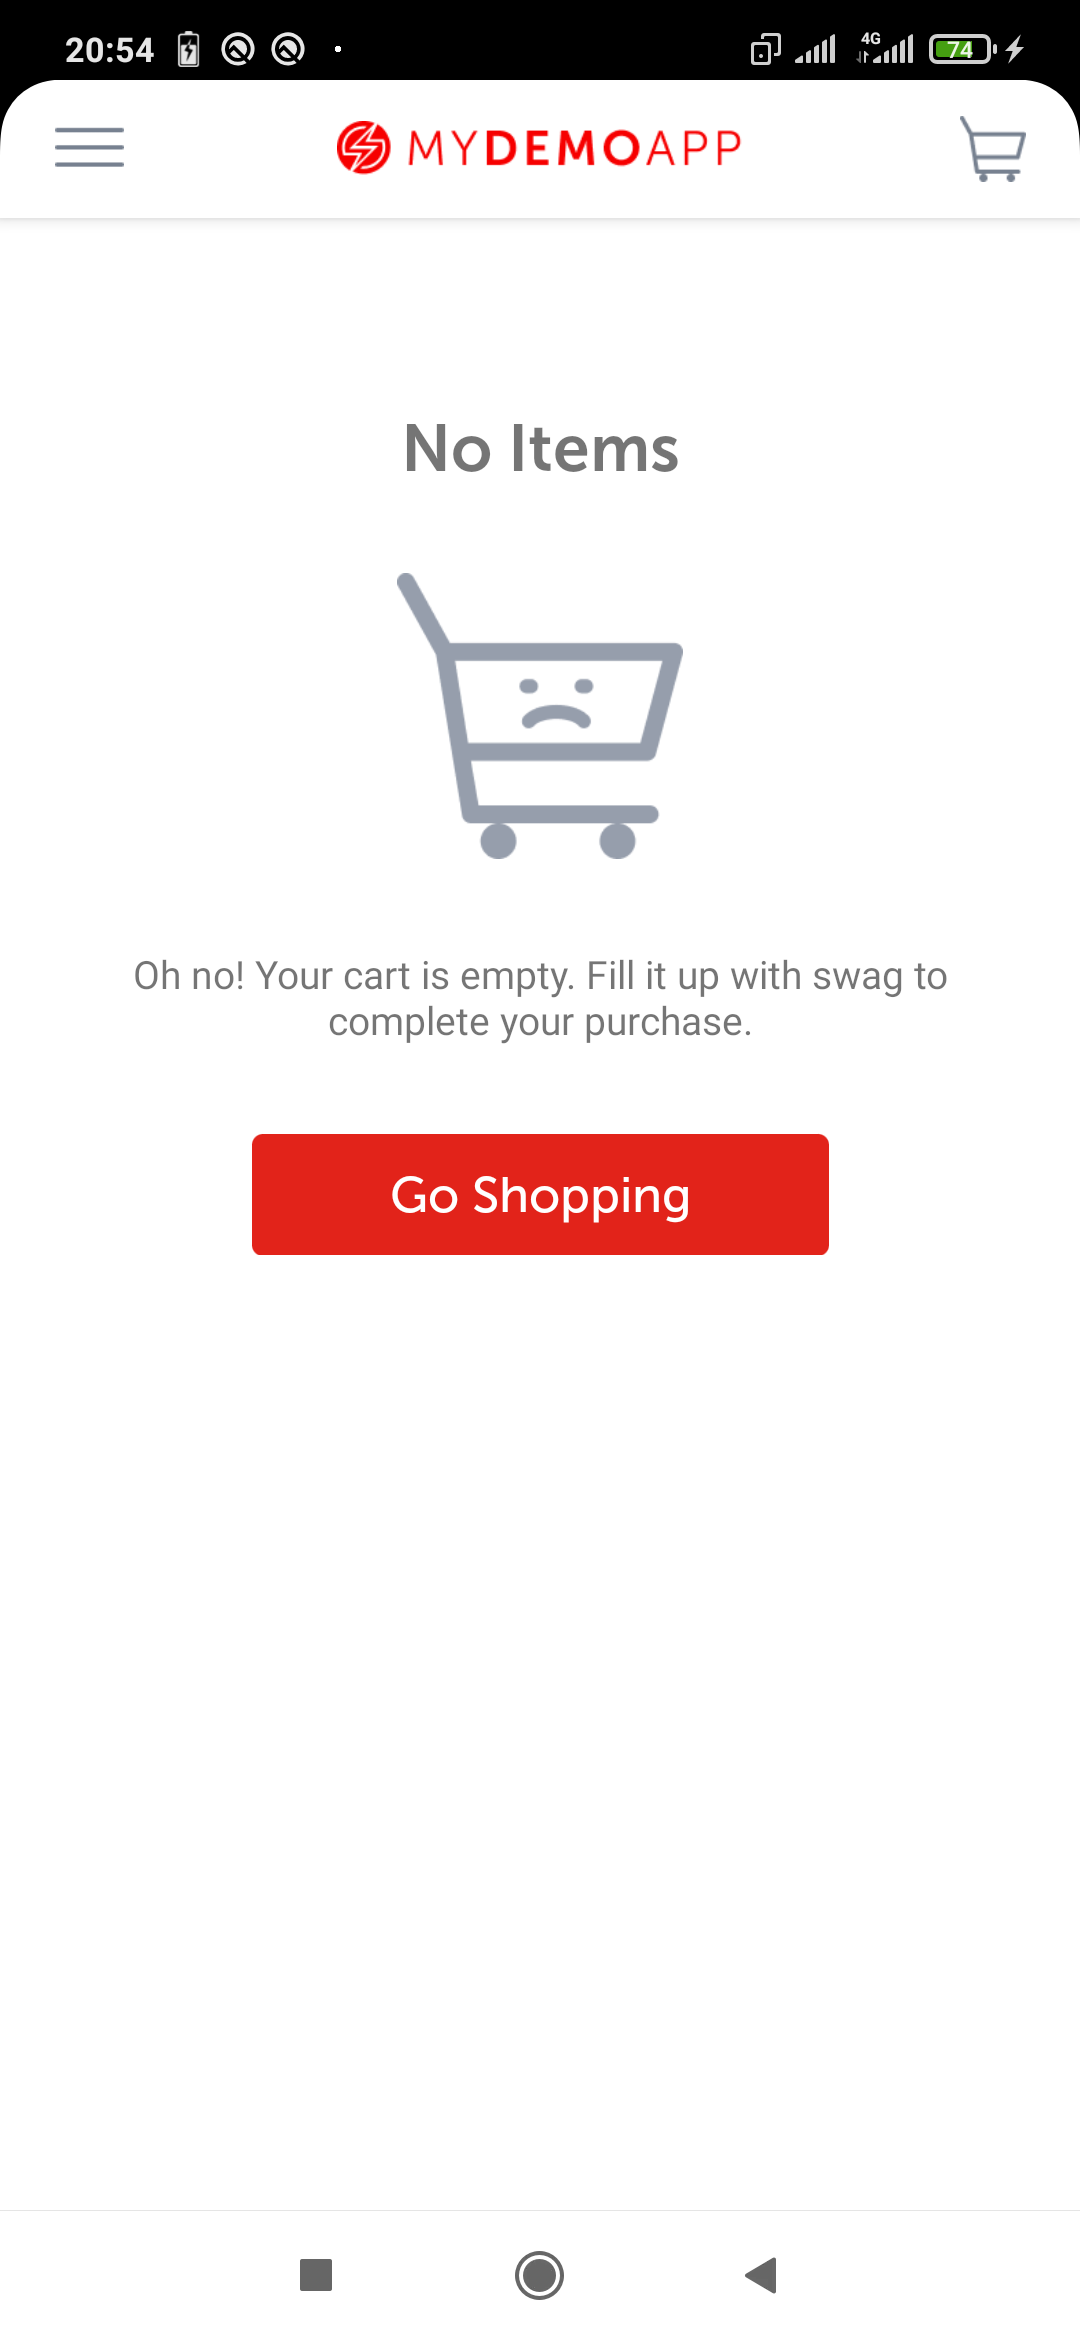 20:54
4G
74
MYDEMOAPP
No Items
Oh no! Your cart is empty. Fill it up with swag to
complete your purchase.
Go Shopping